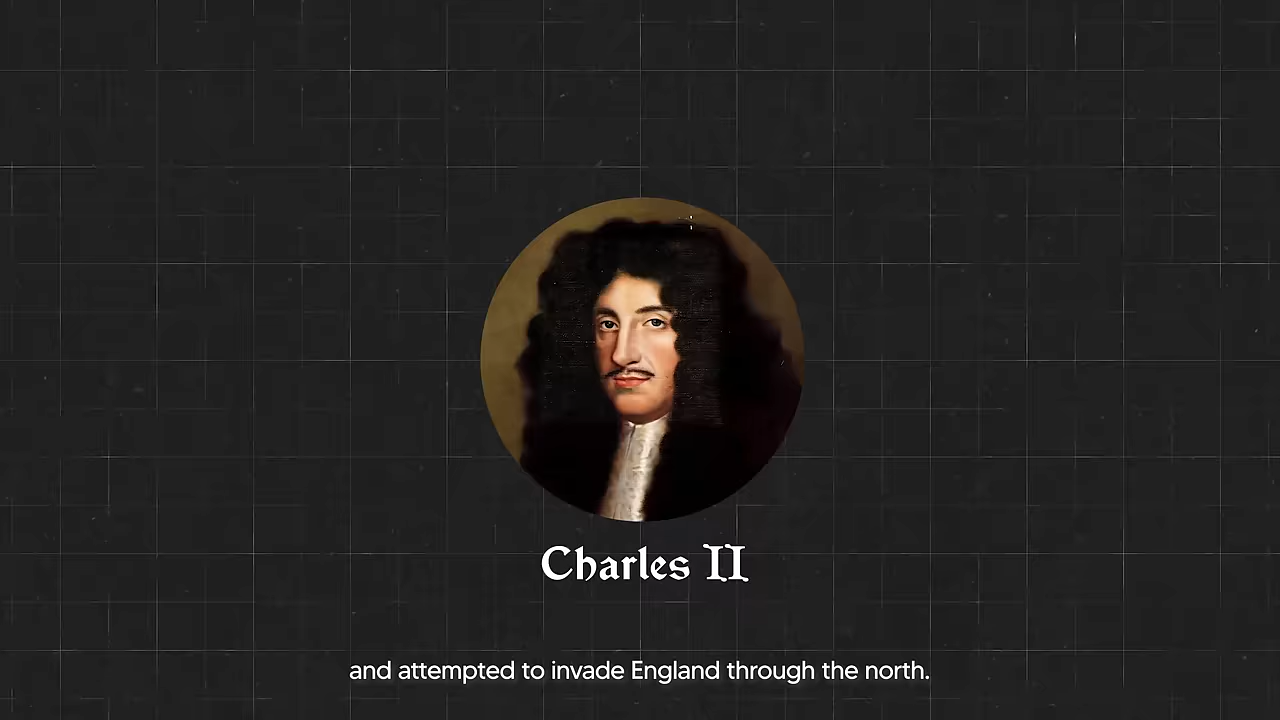 Charles II
and attempted to invade England through the north.